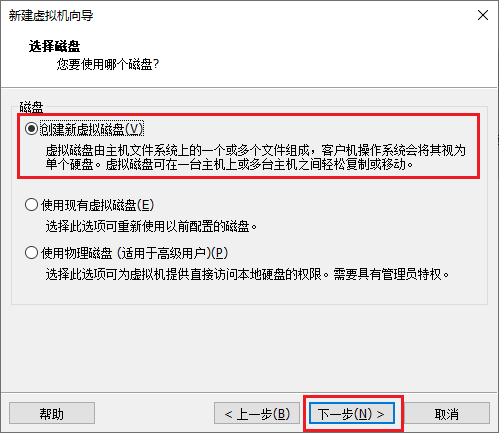 新建虚拟机向导
选择磁盘
您要使用哪个磁盘?
磁盘
创建新虚拟磁盘(V)
虚拟磁盘由主机文件系统上的一个或多个文件组成，客户机操作系统会将其视为
单个硬盘。虚拟磁盘可在一台主机上或多台主机之间轻松复制或移动。
使用现有虚拟磁盘(E)
选择此选项可重新使用以前配置的磁盘。
使用物理磁盘 (适用于高级用户)(P)
选择此选项可为虚拟机提供直接访问本地硬盘的权限。需要具有管理员特权。
帮助
< 上一步(B)
下一步(N) >
取消